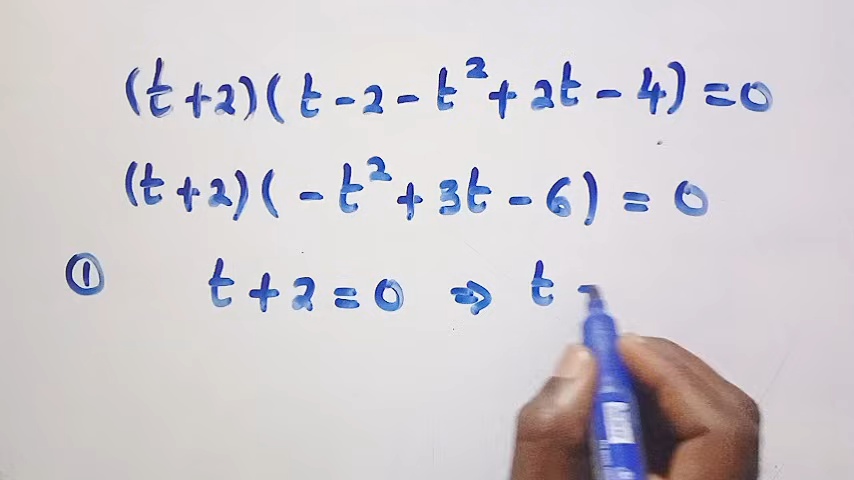 (t+2)(t-2-t²+2t-4)=0
(t+2)(-t²+3t-6)=0
① t+2=0 ⇒ t -